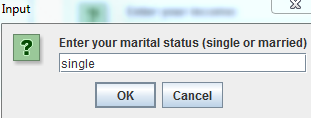 Input
Enter your marital status (single or married)
single
OK
Cancel